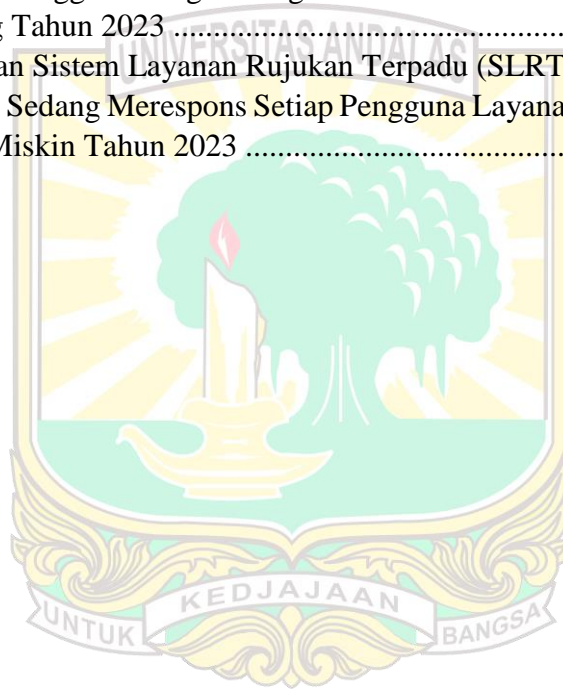 g Tahun 2023 ..................................................
UNIVERSITAS ANDALAS
an Sistem Layanan Rujukan Terpadu (SLRT
Sedang Merespons Setiap Pengguna Layana
Miskin Tahun 2023 ........................................
UNTUK KEDJAJAAN BANGSA